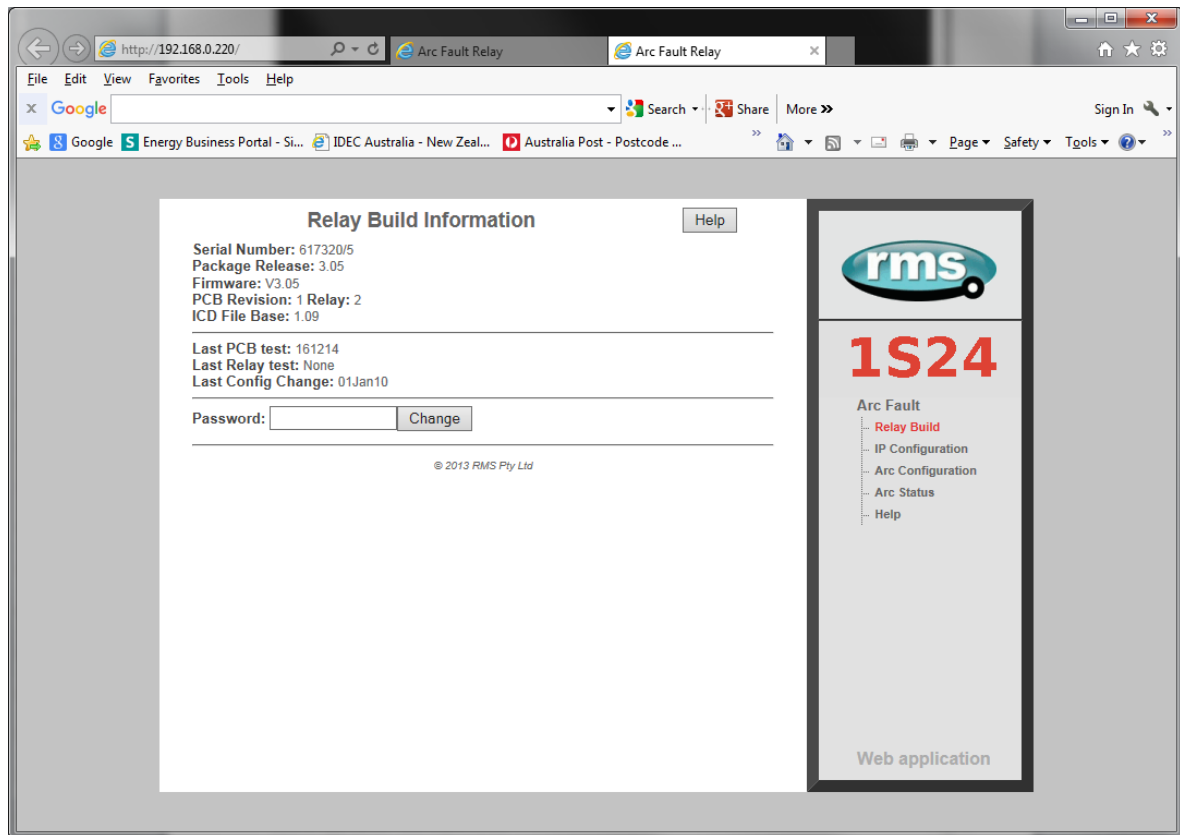 http://192.168.0.220/
Arc Fault Relay
Arc Fault Relay
File Edit View Favorites Tools Help
x Google Search Share More » Sign In
Google Energy Business Portal - Si... IDEC Australia - New Zeal... Australia Post - Postcode ... » Page Safety Tools »
Relay Build Information
Help
Serial Number: 617320/5
Package Release: 3.05
Firmware: V3.05
PCB Revision: 1 Relay: 2
ICD File Base: 1.09
Last PCB test: 161214
Last Relay test: None
Last Config Change: 01Jan10
Password: Change
© 2013 RMS Pty Ltd
rms
1S24
Arc Fault
Relay Build
IP Configuration
Arc Configuration
Arc Status
Help
Web application